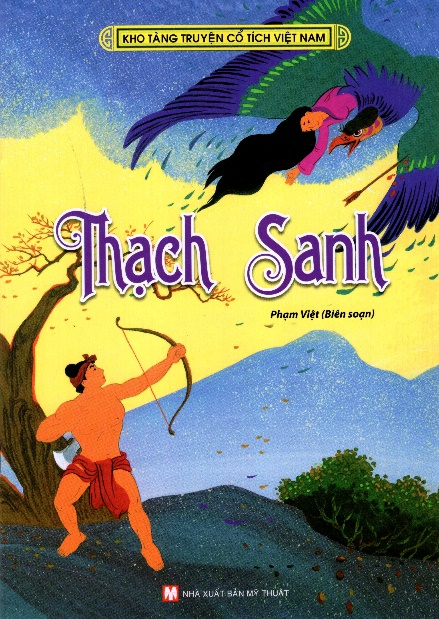 KHO TÀNG TRUYỆN CỔ TÍCH VIỆT NAM
Thạch Sanh
Phạm Việt (Biên soạn)
M NHÀ XUẤT BẢN MỸ THUẬT